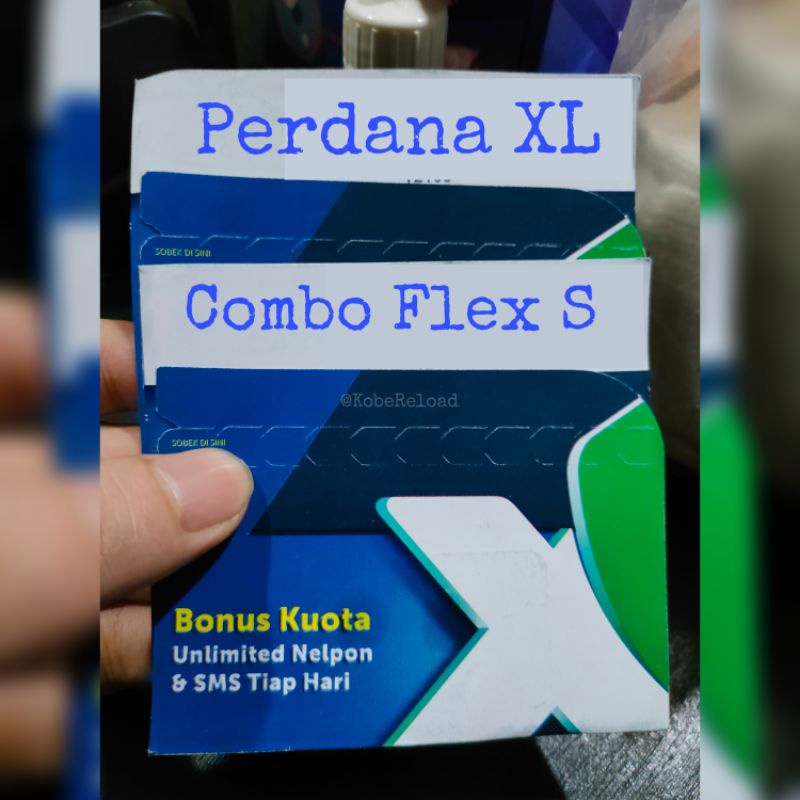 Perdana XL
SOBEK DI SINI
Combo Flex S
@KobeReload
SOBEK DI SINI
Bonus Kuota
Unlimited Nelpon
& SMS Tiap Hari